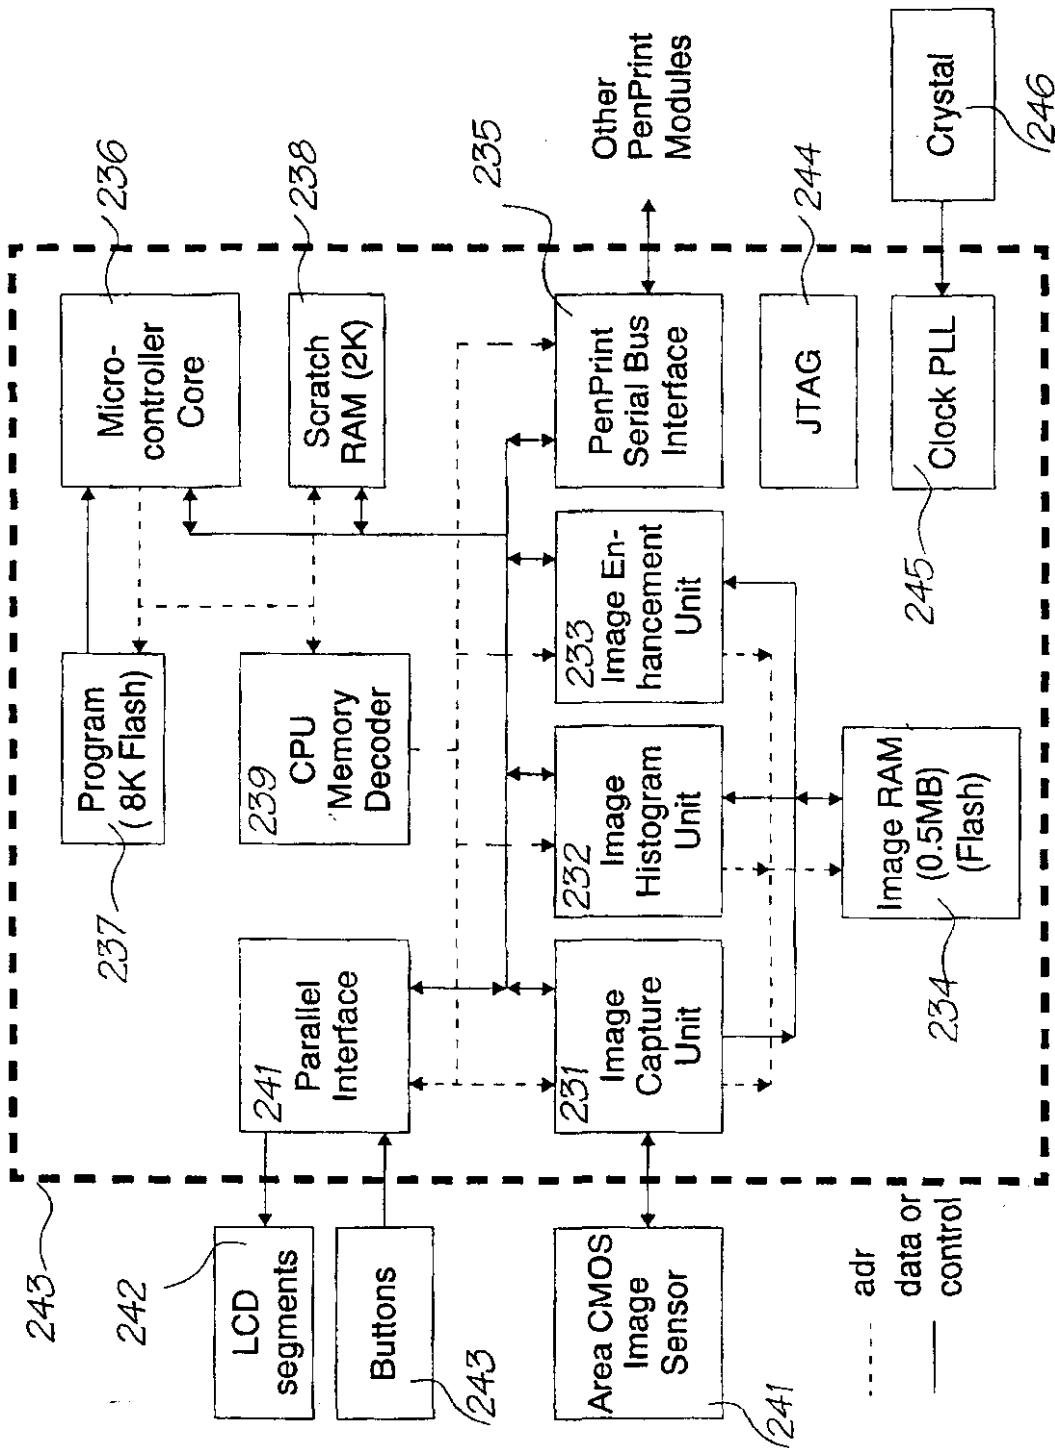 243
242
LCD
segments
Buttons
243
Area CMOS
Image
Sensor
241
adr
data or
control
241
Parallel
Interface
237
Program
( 8K Flash)
239
CPU
Memory
Decoder
236
Micro-
controller
Core
238
Scratch
RAM (2K)
231
Image
Capture
Unit
232
Image
Histogram
Unit
233
Image En-
hancement
Unit
235
PenPrint
Serial Bus
Interface
Other
PenPrint
Modules
234
Image RAM
(0.5MB)
(Flash)
244
JTAG
245
Clock PLL
Crystal
246